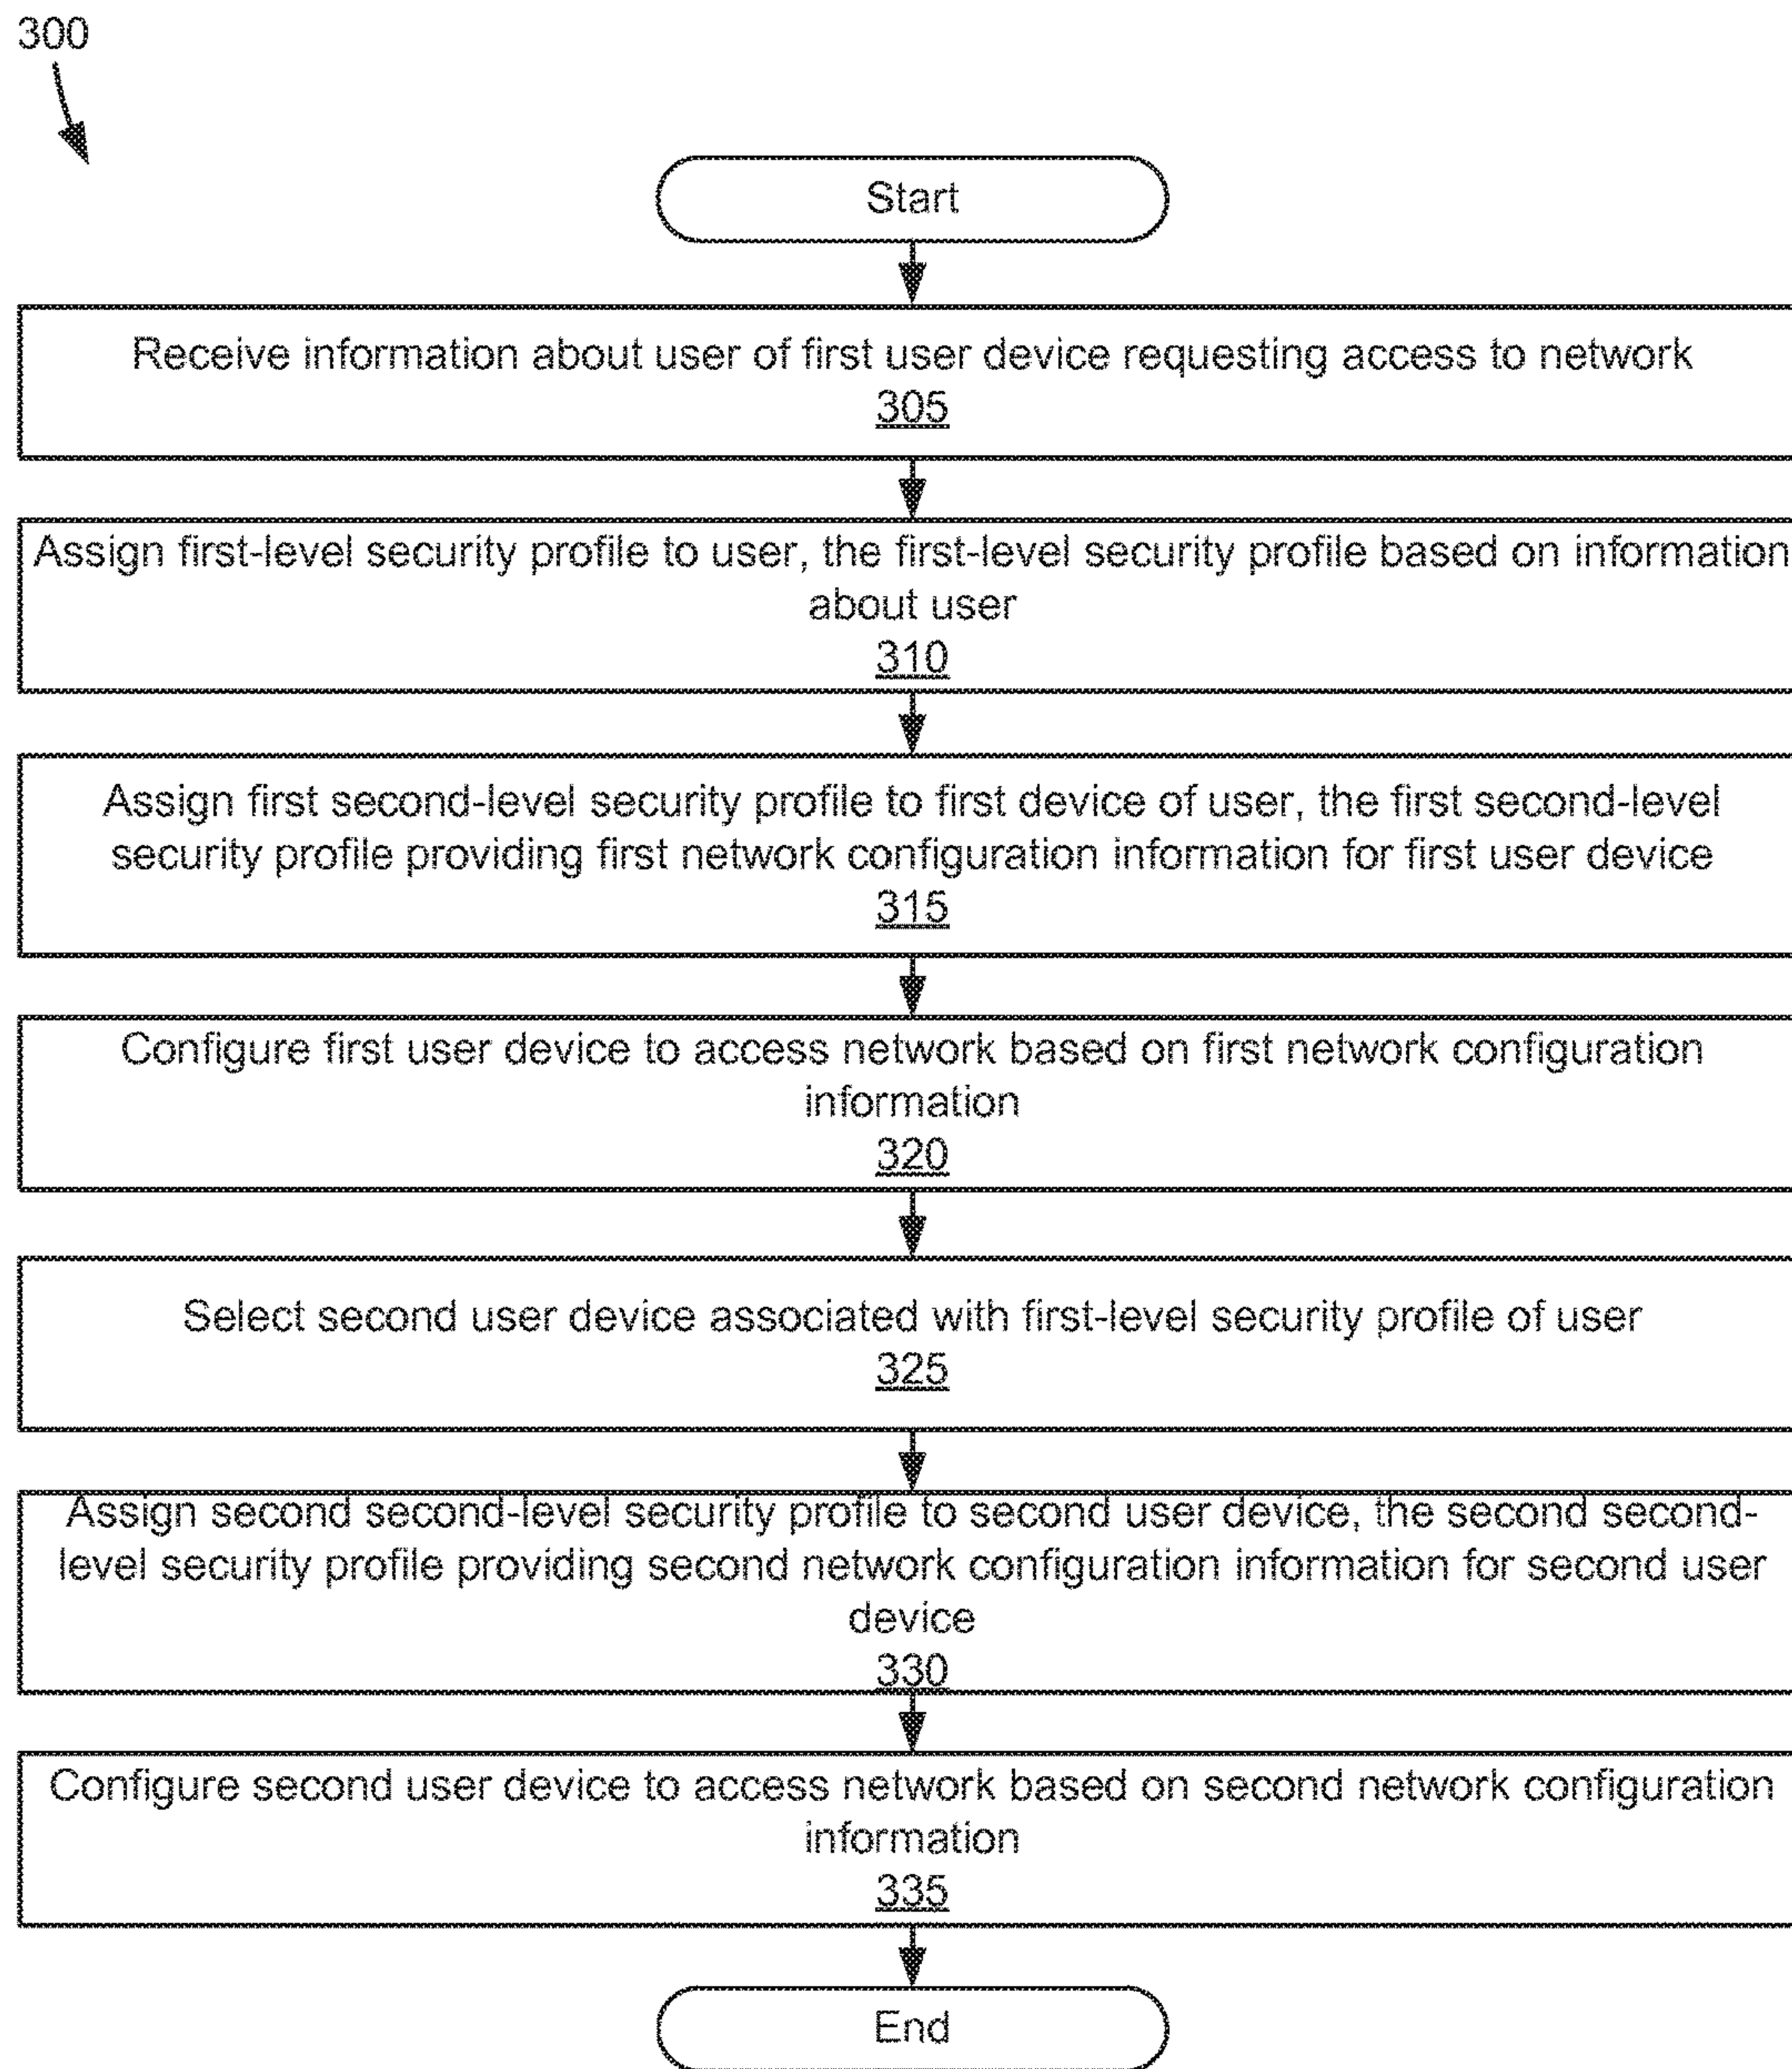 300
Start
Receive information about user of first user device requesting access to network
305
Assign first-level security profile to user, the first-level security profile based on information
about user
310
Assign first second-level security profile to first device of user, the first second-level
security profile providing first network configuration information for first user device
315
Configure first user device to access network based on first network configuration
information
320
Select second user device associated with first-level security profile of user
325
Assign second second-level security profile to second user device, the second second-
level security profile providing second network configuration information for second user
device
330
Configure second user device to access network based on second network configuration
information
335
End